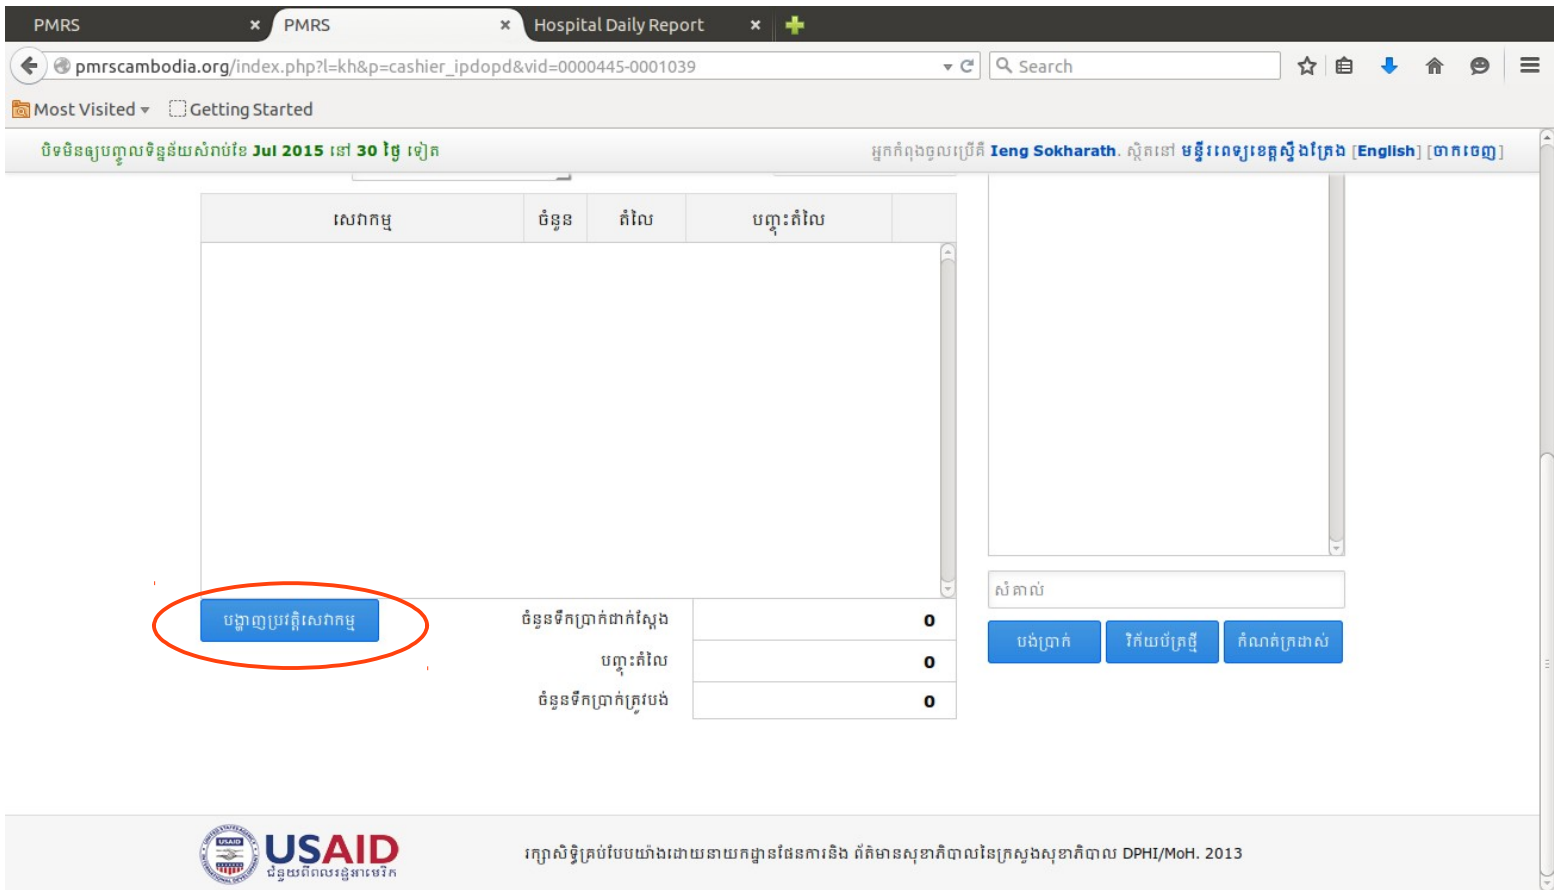 PMRS
PMRS
Hospital Daily Report
pmrscambodia.org/index.php?l=kh&p=cashier_ipdopd&vid=0000445-0001039
Search
Most Visited
Getting Started
បិទមិនឲ្យបញ្ចូលទិន្នន័យសំរាប់ខែ Jul 2015 នៅ 30 ថ្ងៃ ទៀត
អ្នកកំពុងចូលប្រើគឺ Ieng Sokharath. ស្ថិតនៅ មន្ទីរពេទ្យខេត្តស្ទឹងត្រែង [English] [ចាកចេញ]
សេវាកម្ម
ចំនួន
តំលៃ
បញ្ចុះតំលៃ
បង្ហាញប្រវត្តិសេវាកម្ម
ចំនួនទឹកប្រាក់ជាក់ស្តែង
0
បញ្ចុះតំលៃ
0
ចំនួនទឹកប្រាក់ត្រូវបង់
0
សំគាល់
បង់ប្រាក់
វិក័យប័ត្រថ្មី
កំណត់ក្រដាស់
USAID
USAID
ជំនួយពីពលរដ្ឋអាមេរិក
រក្សាសិទ្ធិគ្រប់បែបយ៉ាងដោយនាយកដ្ឋានផែនការនិង ព័ត៌មានសុខាភិបាលនៃក្រសួងសុខាភិបាល DPHI/MoH. 2013